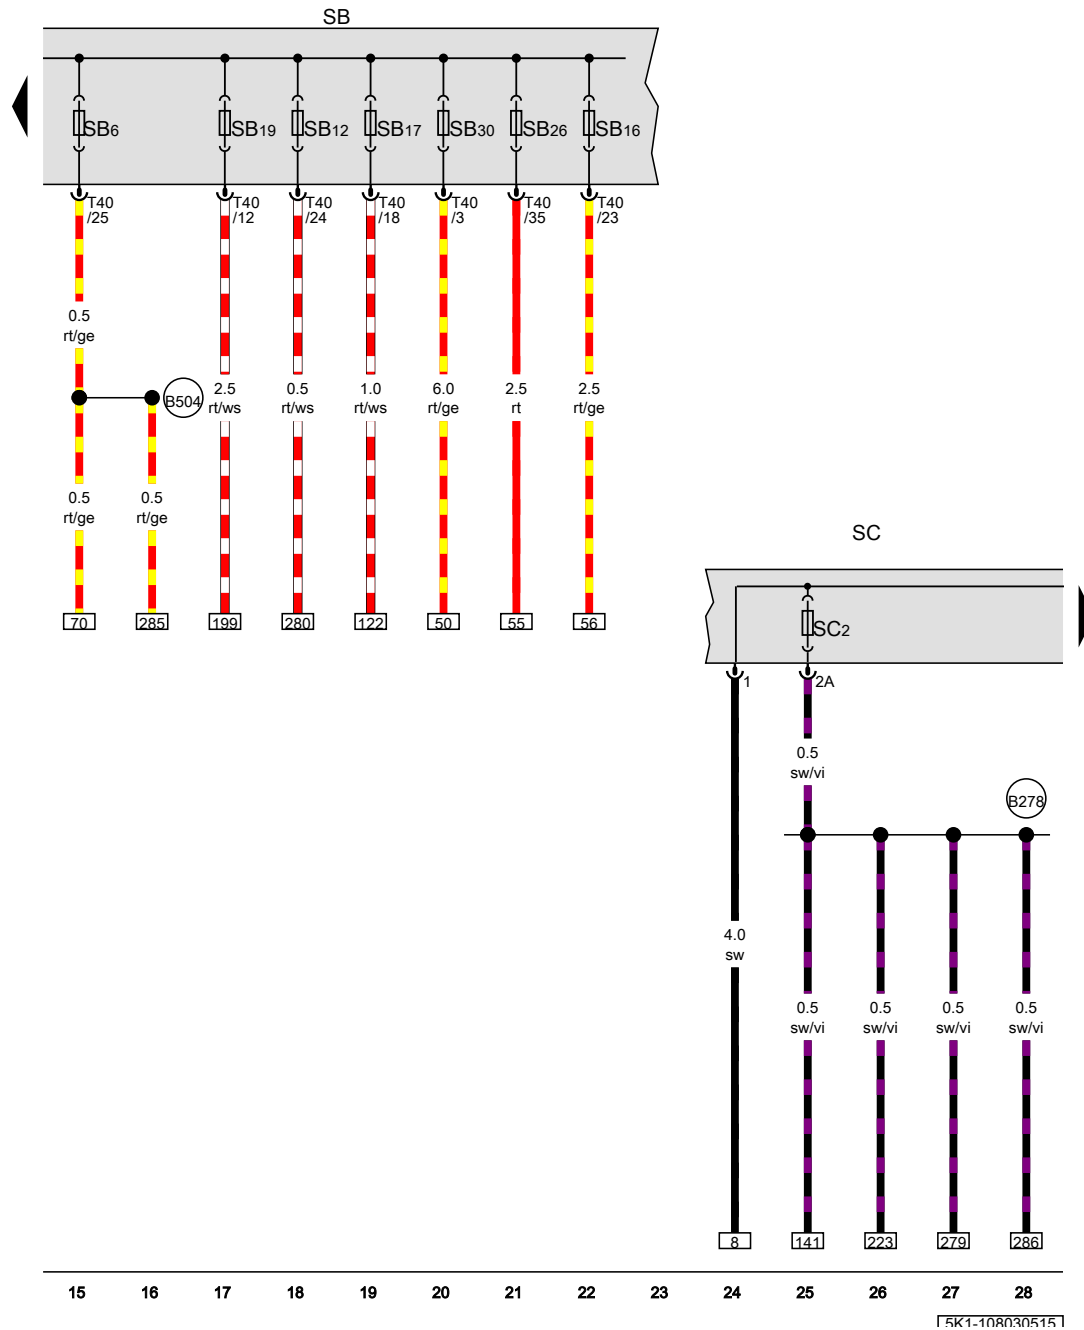 SB
SB6 SB19 SB12 SB17 SB30 SB26 SB16
T40 T40 T40 T40 T40 T40 T40
/25 /12 /24 /18 /3 /35 /23
0.5
rt/ge
B504
2.5 0.5 1.0 6.0 2.5 2.5
rt/ws rt/ws rt/ws rt/ge rt rt/ge
0.5 0.5
rt/ge rt/ge
70 285 199 280 122 50 55 56
SC
SC2
1 2A
0.5
sw/vi
B278
4.0
sw
0.5 0.5 0.5 0.5
sw/vi sw/vi sw/vi sw/vi
8 141 223 279 286
15 16 17 18 19 20 21 22 23 24 25 26 27 28
5K1-108030515